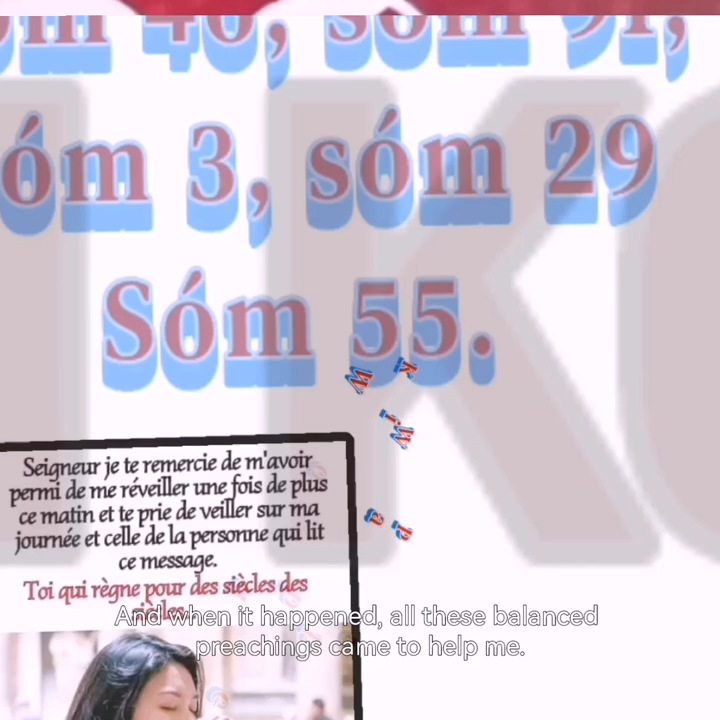 óm 3, sóm 29
Sóm 55.
Seigneur je te remercie de m'avoir
permi de me réveiller une fois de plus
ce matin et te prie de veiller sur ma
journée et celle de la personne qui lit
ce message.
Toi qui règne pour des siècles des
And when it happened, all these balanced
preachings came to help me.